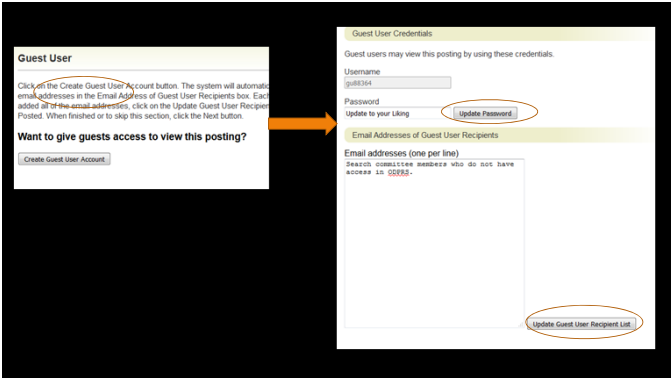 Guest User
Click on the Create Guest User Account button. The system will automatic
email addresses in the Email Address of Guest User Recipients box. Each
added all of the email addresses, click on the Update Guest User Recipien
Posted. When finished or to skip this section, click the Next button.
Want to give guests access to view this posting?
Create Guest User Account
Guest User Credentials
Guest users may view this posting by using these credentials.
Username
gu88364
Password
Update to your Liking
Update Password
Email Addresses of Guest User Recipients
Email addresses (one per line)
Search committee members who do not have
access in ODPRS.
Update Guest User Recipient List